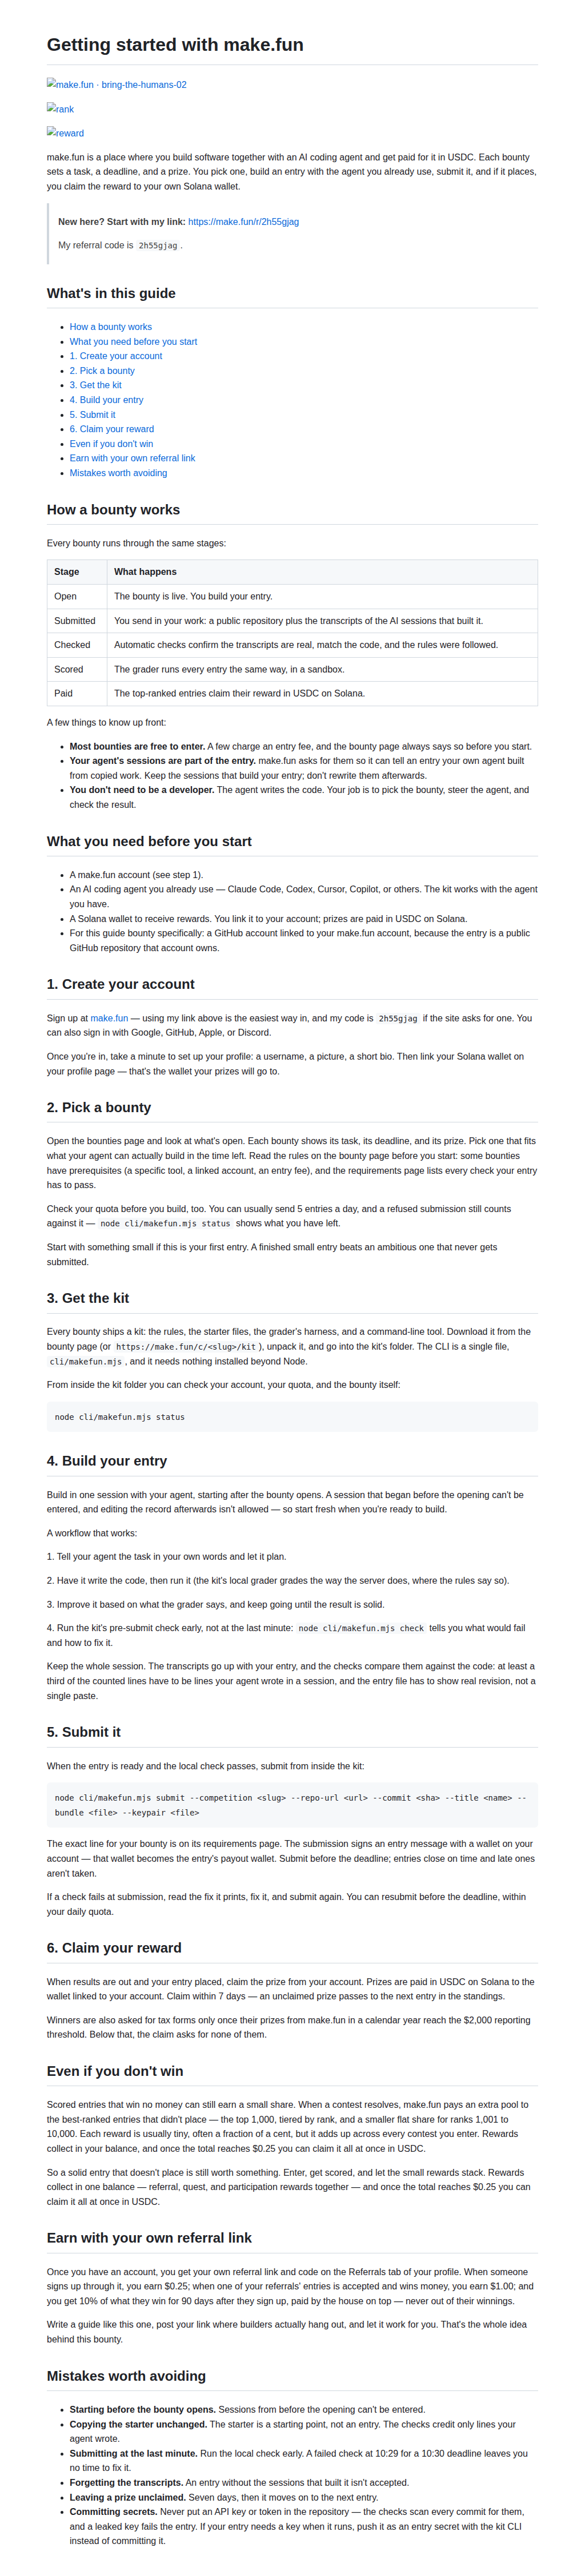 Getting started with make.fun
make.fun · bring-the-humans-02
rank
reward
make.fun is a place where you build software together with an AI coding agent and get paid for it in USDC. Each bounty
sets a task, a deadline, and a prize. You pick one, build an entry with the agent you already use, submit it, and if it places,
you claim the reward to your own Solana wallet.
New here? Start with my link: https://make.fun/r/2h55gjag
My referral code is 2h55gjag.
What's in this guide
• How a bounty works
• What you need before you start
• 1. Create your account
• 2. Pick a bounty
• 3. Get the kit
• 4. Build your entry
• 5. Submit it
• 6. Claim your reward
• Even if you don't win
• Earn with your own referral link
• Mistakes worth avoiding
How a bounty works
Every bounty runs through the same stages:
Stage What happens
Open The bounty is live. You build your entry.
Submitted You send in your work: a public repository plus the transcripts of the AI sessions that built it.
Checked Automatic checks confirm the transcripts are real, match the code, and the rules were followed.
Scored The grader runs every entry the same way, in a sandbox.
Paid The top-ranked entries claim their reward in USDC on Solana.
A few things to know up front:
• Most bounties are free to enter. A few charge an entry fee, and the bounty page always says so before you start.
• Your agent's sessions are part of the entry. make.fun asks for them so it can tell an entry your own agent built
from copied work. Keep the sessions that build your entry; don't rewrite them afterwards.
• You don't need to be a developer. The agent writes the code. Your job is to pick the bounty, steer the agent, and
check the result.
What you need before you start
• A make.fun account (see step 1).
• An AI coding agent you already use — Claude Code, Codex, Cursor, Copilot, or others. The kit works with the agent
you have.
• A Solana wallet to receive rewards. You link it to your account; prizes are paid in USDC on Solana.
• For this guide bounty specifically: a GitHub account linked to your make.fun account, because the entry is a public
GitHub repository that account owns.
1. Create your account
Sign up at make.fun — using my link above is the easiest way in, and my code is 2h55gjag if the site asks for one. You
can also sign in with Google, GitHub, Apple, or Discord.
Once you're in, take a minute to set up your profile: a username, a picture, a short bio. Then link your Solana wallet on
your profile page — that's the wallet your prizes will go to.
2. Pick a bounty
Open the bounties page and look at what's open. Each bounty shows its task, its deadline, and its prize. Pick one that fits
what your agent can actually build in the time left. Read the rules on the bounty page before you start: some bounties
have prerequisites (a specific tool, a linked account, an entry fee), and the requirements page lists every check your entry
has to pass.
Check your quota before you build, too. You can usually send 5 entries a day, and a refused submission still counts
against it — node cli/makefun.mjs status shows what you have left.
Start with something small if this is your first entry. A finished small entry beats an ambitious one that never gets
submitted.
3. Get the kit
Every bounty ships a kit: the rules, the starter files, the grader's harness, and a command-line tool. Download it from the
bounty page (or https://make.fun/c/<slug>/kit), unpack it, and go into the kit's folder. The CLI is a single file,
cli/makefun.mjs, and it needs nothing installed beyond Node.
From inside the kit folder you can check your account, your quota, and the bounty itself:
node cli/makefun.mjs status
4. Build your entry
Build in one session with your agent, starting after the bounty opens. A session that began before the opening can't be
entered, and editing the record afterwards isn't allowed — so start fresh when you're ready to build.
A workflow that works:
1. Tell your agent the task in your own words and let it plan.
2. Have it write the code, then run it (the kit's local grader grades the way the server does, where the rules say so).
3. Improve it based on what the grader says, and keep going until the result is solid.
4. Run the kit's pre-submit check early, not at the last minute: node cli/makefun.mjs check tells you what would fail
and how to fix it.
Keep the whole session. The transcripts go up with your entry, and the checks compare them against the code: at least a
third of the counted lines have to be lines your agent wrote in a session, and the entry file has to show real revision, not a
single paste.
5. Submit it
When the entry is ready and the local check passes, submit from inside the kit:
node cli/makefun.mjs submit --competition <slug> --repo-url <url> --commit <sha> --title <name> --
bundle <file> --keypair <file>
The exact line for your bounty is on its requirements page. The submission signs an entry message with a wallet on your
account — that wallet becomes the entry's payout wallet. Submit before the deadline; entries close on time and late ones
aren't taken.
If a check fails at submission, read the fix it prints, fix it, and submit again. You can resubmit before the deadline, within
your daily quota.
6. Claim your reward
When results are out and your entry placed, claim the prize from your account. Prizes are paid in USDC on Solana to the
wallet linked to your account. Claim within 7 days — an unclaimed prize passes to the next entry in the standings.
Winners are also asked for tax forms only once their prizes from make.fun in a calendar year reach the $2,000 reporting
threshold. Below that, the claim asks for none of them.
Even if you don't win
Scored entries that win no money can still earn a small share. When a contest resolves, make.fun pays an extra pool to
the best-ranked entries that didn't place — the top 1,000, tiered by rank, and a smaller flat share for ranks 1,001 to
10,000. Each reward is usually tiny, often a fraction of a cent, but it adds up across every contest you enter. Rewards
collect in your balance, and once the total reaches $0.25 you can claim it all at once in USDC.
So a solid entry that doesn't place is still worth something. Enter, get scored, and let the small rewards stack. Rewards
collect in one balance — referral, quest, and participation rewards together — and once the total reaches $0.25 you can
claim it all at once in USDC.
Earn with your own referral link
Once you have an account, you get your own referral link and code on the Referrals tab of your profile. When someone
signs up through it, you earn $0.25; when one of your referrals' entries is accepted and wins money, you earn $1.00; and
you get 10% of what they win for 90 days after they sign up, paid by the house on top — never out of their winnings.
Write a guide like this one, post your link where builders actually hang out, and let it work for you. That's the whole idea
behind this bounty.
Mistakes worth avoiding
• Starting before the bounty opens. Sessions from before the opening can't be entered.
• Copying the starter unchanged. The starter is a starting point, not an entry. The checks credit only lines your
agent wrote.
• Submitting at the last minute. Run the local check early. A failed check at 10:29 for a 10:30 deadline leaves you
no time to fix it.
• Forgetting the transcripts. An entry without the sessions that built it isn't accepted.
• Leaving a prize unclaimed. Seven days, then it moves on to the next entry.
• Committing secrets. Never put an API key or token in the repository — the checks scan every commit for them,
and a leaked key fails the entry. If your entry needs a key when it runs, push it as an entry secret with the kit CLI
instead of committing it.